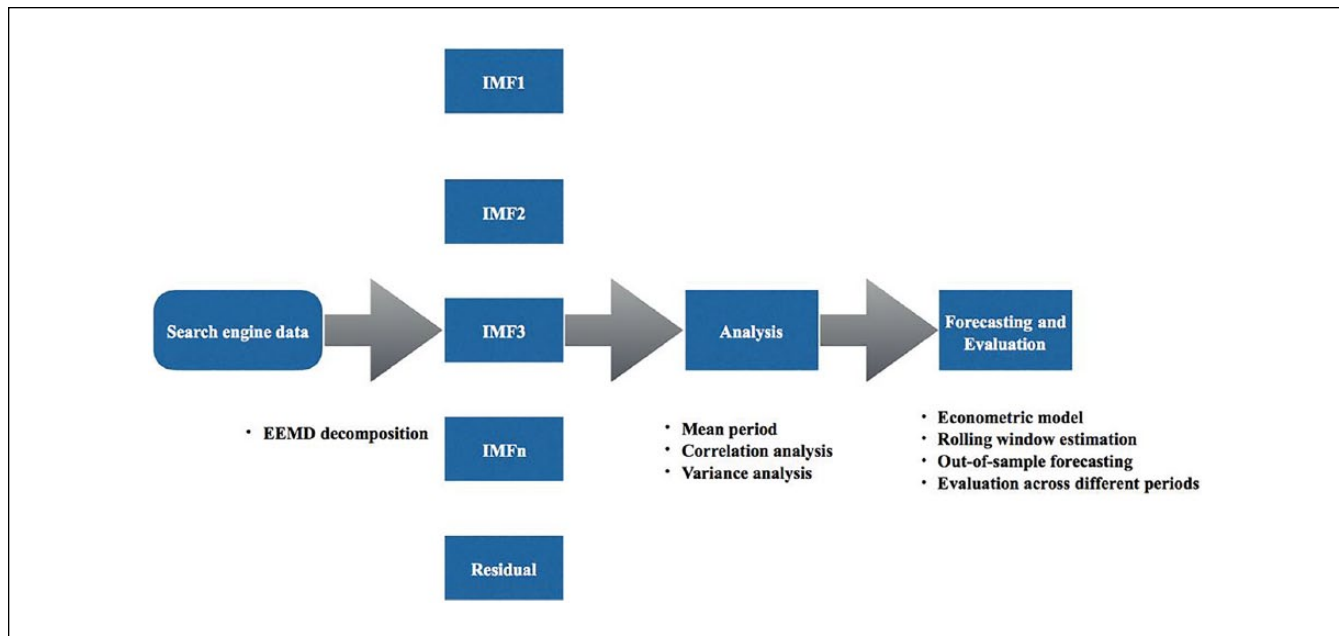 IMF1
IMF2
Search engine data
IMF3
Analysis
Forecasting and
Evaluation
· EEMD decomposition
IMFn
· Mean period
· Correlation analysis
· Variance analysis
· Econometric model
· Rolling window estimation
· Out-of-sample forecasting
· Evaluation across different periods
Residual